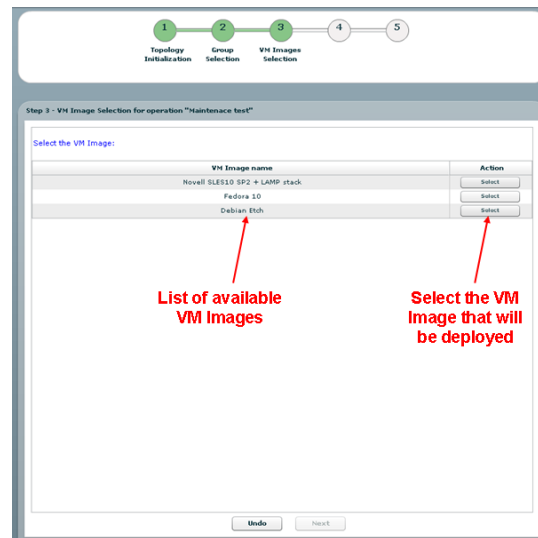 1 2 3 4 5
Topology Initialization
Group Selection
VM Images Selection
Step 3 - VM Image Selection for operation "Maintenace test"
Select the VM Image:
VM Image name Action
Novell SLES10 SP2 + LAMP stack Select
Fedora 10 Select
Debian Etch Select
List of available
VM Images
Select the VM
Image that will
be deployed
Undo Next